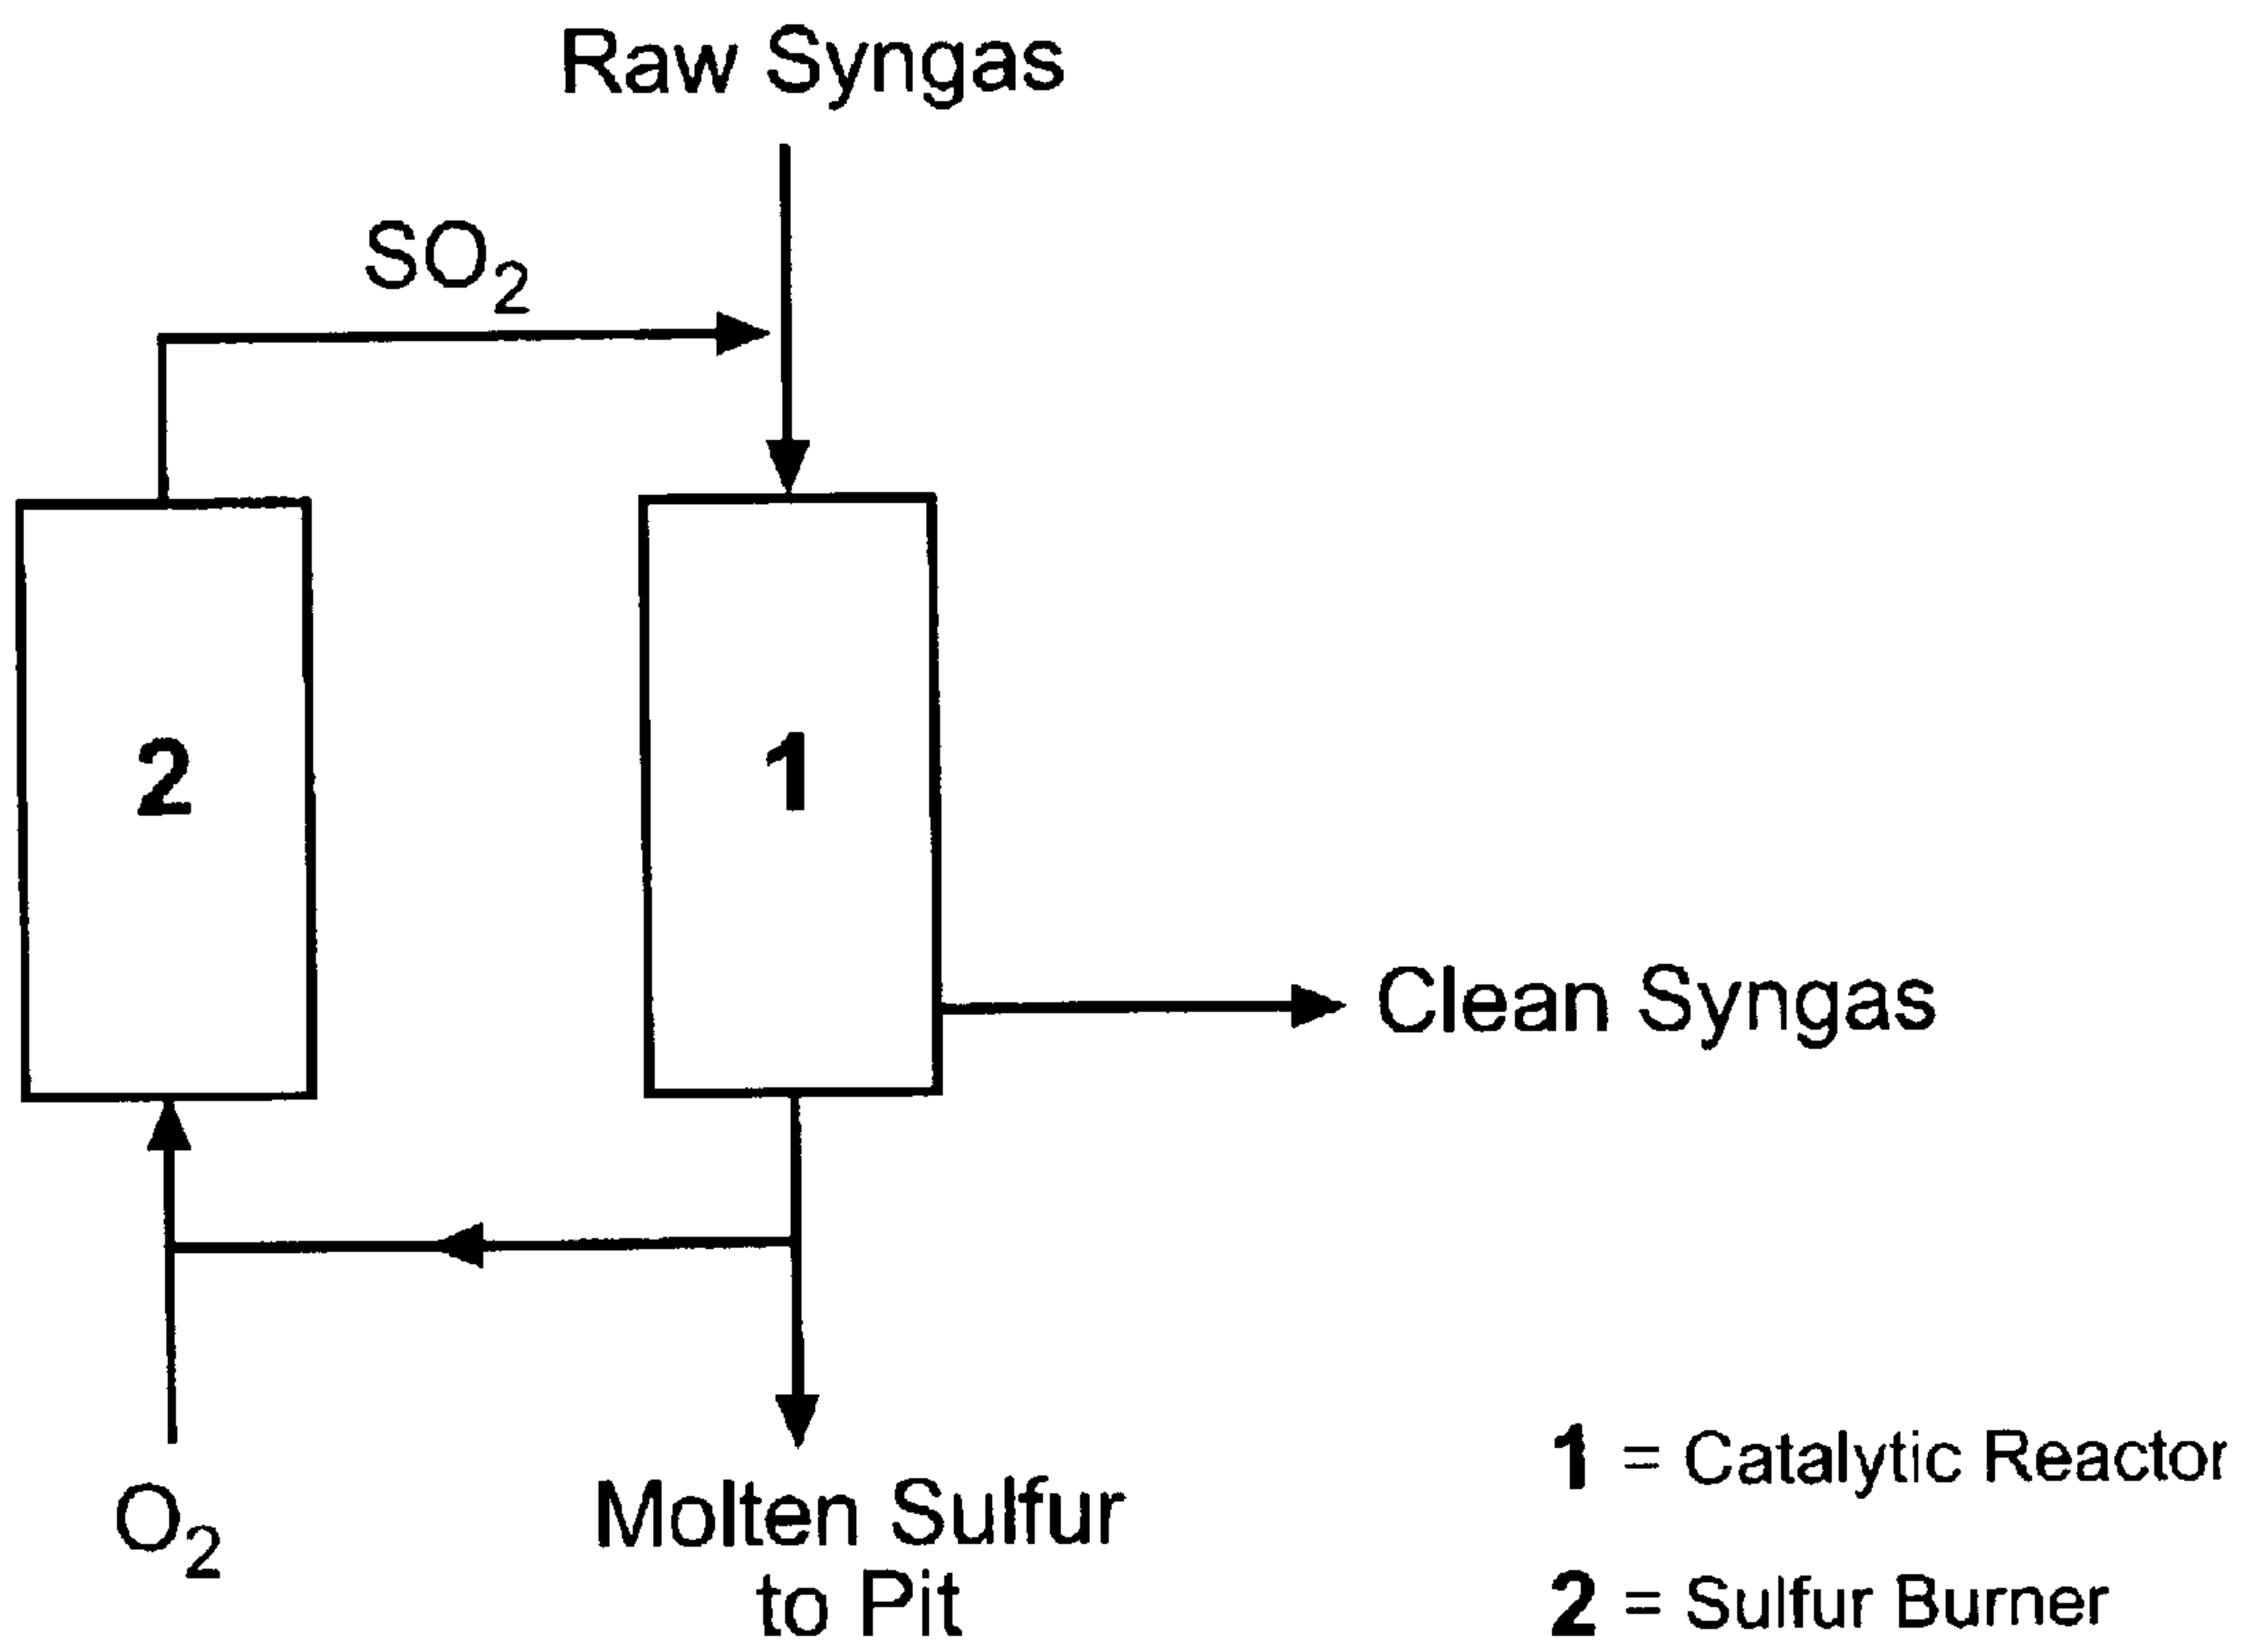 Raw Syngas
SO2
2
1
Clean Syngas
O2
Molten Sulfur
to Pit
1 = Catalytic Reactor
2 = Sulfur Burner